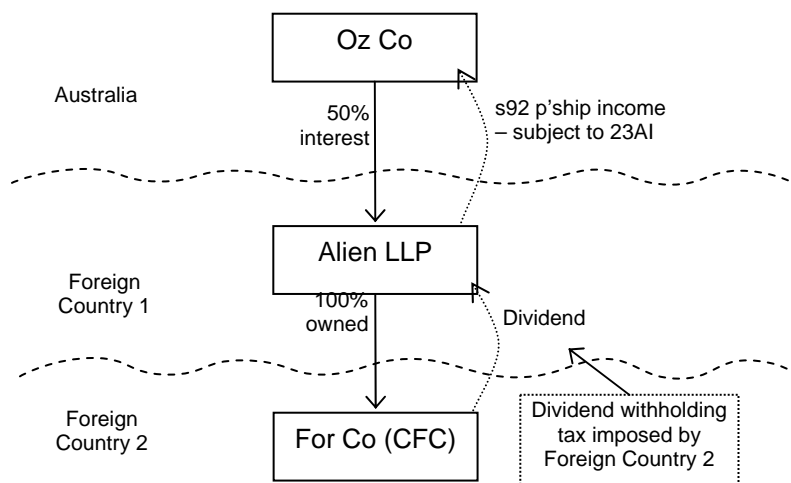 Oz Co
Australia
50%
interest
s92 p'ship income
– subject to 23AI
Alien LLP
Foreign
Country 1
100%
owned
Dividend
Foreign
Country 2
For Co (CFC)
Dividend withholding
tax imposed by
Foreign Country 2